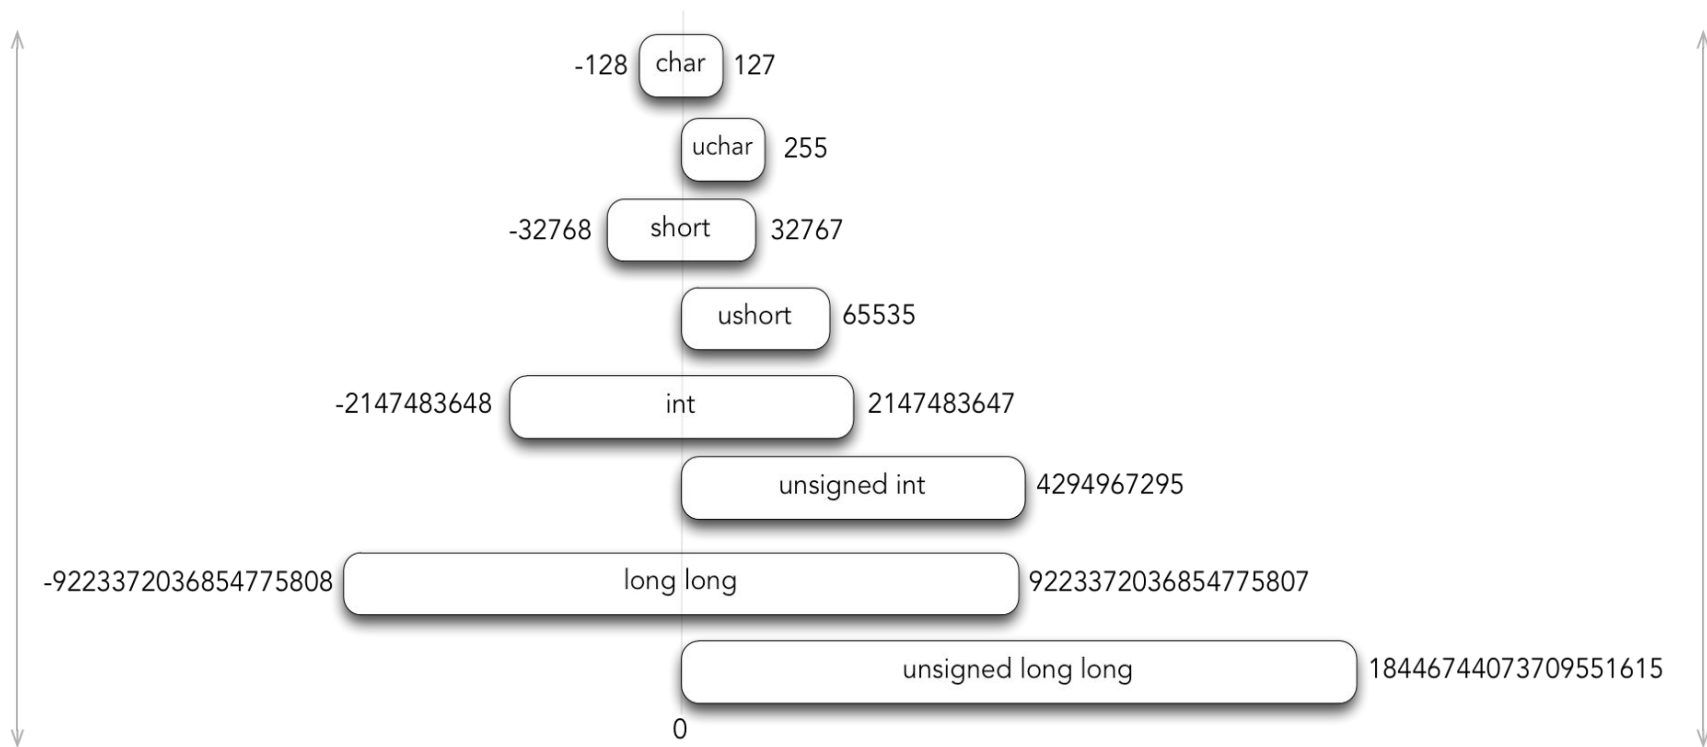 -128 char 127
uchar 255
-32768 short 32767
ushort 65535
-2147483648 int 2147483647
unsigned int 4294967295
-9223372036854775808 long long 9223372036854775807
unsigned long long 18446744073709551615
0